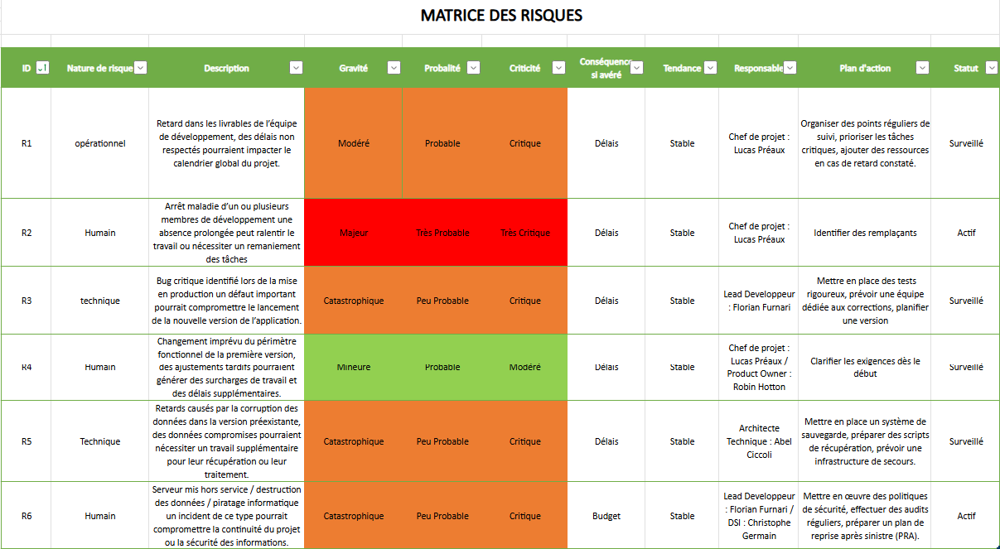 MATRICE DES RISQUES
ID Nature de risque Description Gravité Probalité Criticité Conséquence Tendance Responsable Plan d'action Statut
si avéré
R1 opérationnel
Retard dans les livrables de l'équipe
de développement, des délais non
respectés pourraient impacter le
calendrier global du projet.
Modéré Probable Critique Délais Stable
Chef de projet :
Lucas Préaux
Organiser des points réguliers de
suivi, prioriser les tâches
critiques, ajouter des ressources
en cas de retard constaté.
Surveillé
R2 Humain
Arrêt maladie d'un ou plusieurs
membres de développement une
absence prolongée peut ralentir le
travail ou nécessiter un remaniement
des tâches
Majeur Très Probable Très Critique Délais Stable
Chef de projet :
Lucas Préaux
Identifier des remplaçants
Actif
R3 technique
Bug critique identifié lors de la mise
en production un défaut important
pourrait compromettre le lancement
de la nouvelle version de l'application.
Catastrophique Peu Probable Critique Délais Stable
Lead Developpeur
: Florian Furnari
Mettre en place des tests
rigoureux, prévoir une équipe
dédiée aux corrections, planifier
une version
Surveillé
R4 Humain
Changement imprévu du périmètre
fonctionnel de la première version,
des ajustements tardifs pourraient
générer des surcharges de travail et
des délais supplémentaires.
Mineure Probable Modéré Délais Stable
Chef de projet :
Lucas Préaux /
Product Owner :
Robin Hotton
Clarifier les exigences dès le
début
Surveillé
R5 Technique
Retards causés par la corruption des
données dans la version préexistante,
des données compromises pourraient
nécessiter un travail supplémentaire
pour leur récupération ou leur
traitement.
Catastrophique Peu Probable Critique Délais Stable
Architecte
Technique : Abel
Ciccoli
Mettre en place un système de
sauvegarde, préparer des scripts
de récupération, prévoir une
infrastructure de secours.
Surveillé
R6 Humain
Serveur mis hors service / destruction
des données / piratage informatique
un incident de ce type pourrait
compromettre la continuité du projet
ou la sécurité des informations.
Catastrophique Peu Probable Critique Budget Stable
Lead Developpeur
: Florian Furnari /
DSI : Christophe
Germain
Mettre en œuvre des politiques
de sécurité, effectuer des audits
réguliers, préparer un plan de
reprise après sinistre (PRA).
Actif